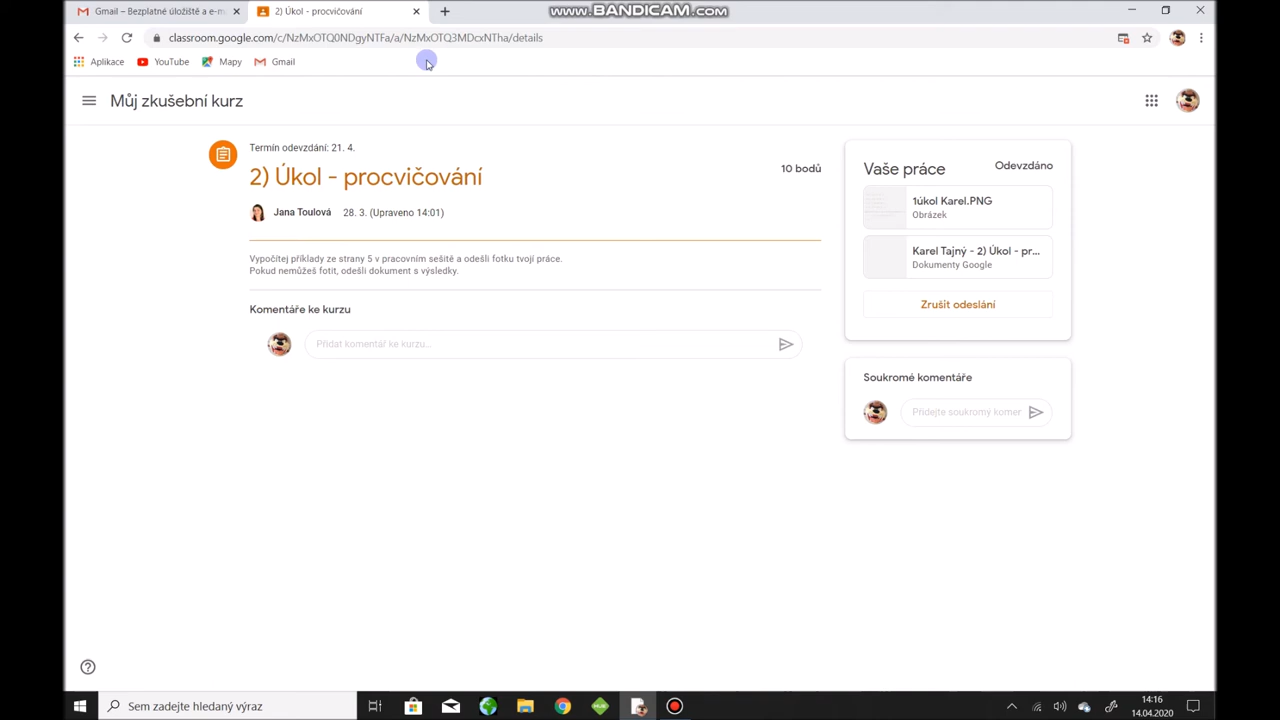 Gmail – Bezplatné úložiště a e-m
2) Úkol - procvičování
www.BANDICAM.com
classroom.google.com/c/NzMxOTQ0NDgyNTFa/a/NzMxOTQ3MDcxNTha/details
Aplikace
YouTube
Mapy
Gmail
Můj zkušební kurz
Termín odevzdání: 21. 4.
2) Úkol - procvičování
10 bodů
Jana Toulová 28. 3. (Upraveno 14:01)
Vypočítej příklady ze strany 5 v pracovním sešitě a odešli fotku tvojí práce.
Pokud nemůžeš fotit, odešli dokument s výsledky.
Komentáře ke kurzu
Přidat komentář ke kurzu...
Vaše práce
Odevzdáno
1úkol Karel.PNG
Obrázek
Karel Tajný - 2) Úkol - pr...
Dokumenty Google
Zrušit odeslání
Soukromé komentáře
Přidejte soukromý komer
Sem zadejte hledaný výraz
14:16
14.04.2020